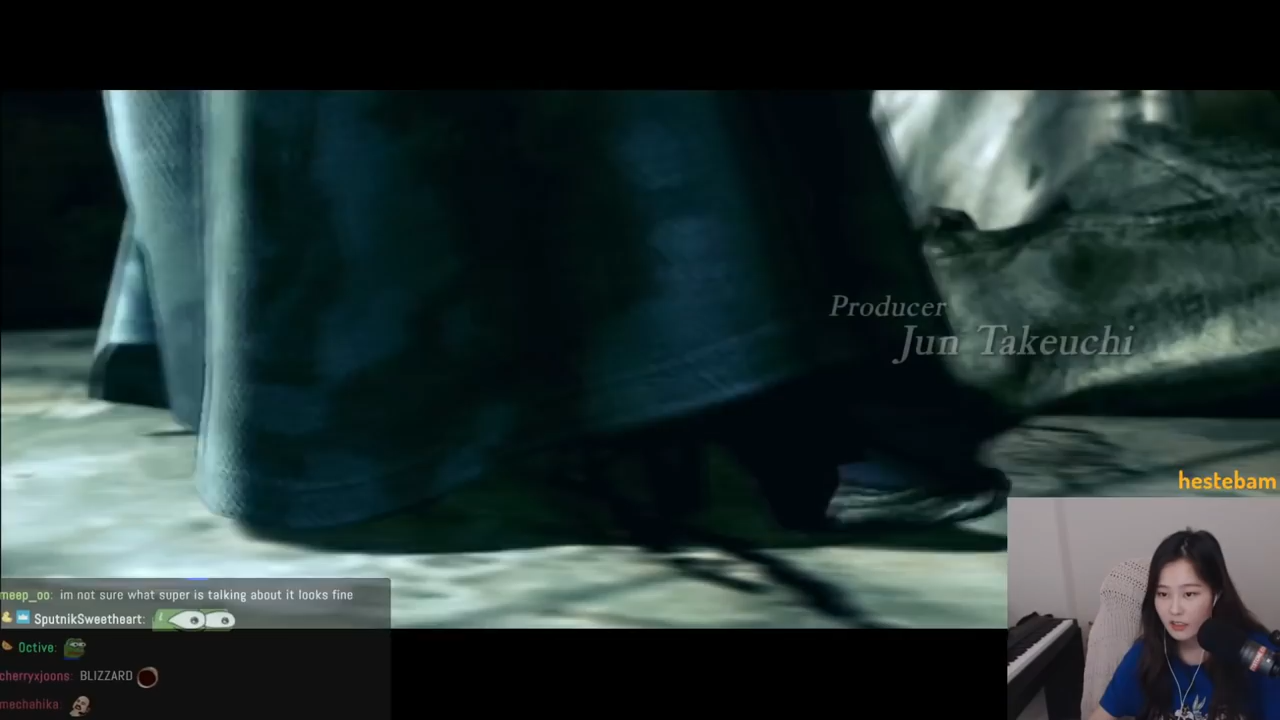 Producer
Jun Takeuchi
hestebam
meep_oo: im not sure what super is talking about it looks fine
SputnikSweetheart:
Octive:
cherryxjoons: BLIZZARD
mechahika